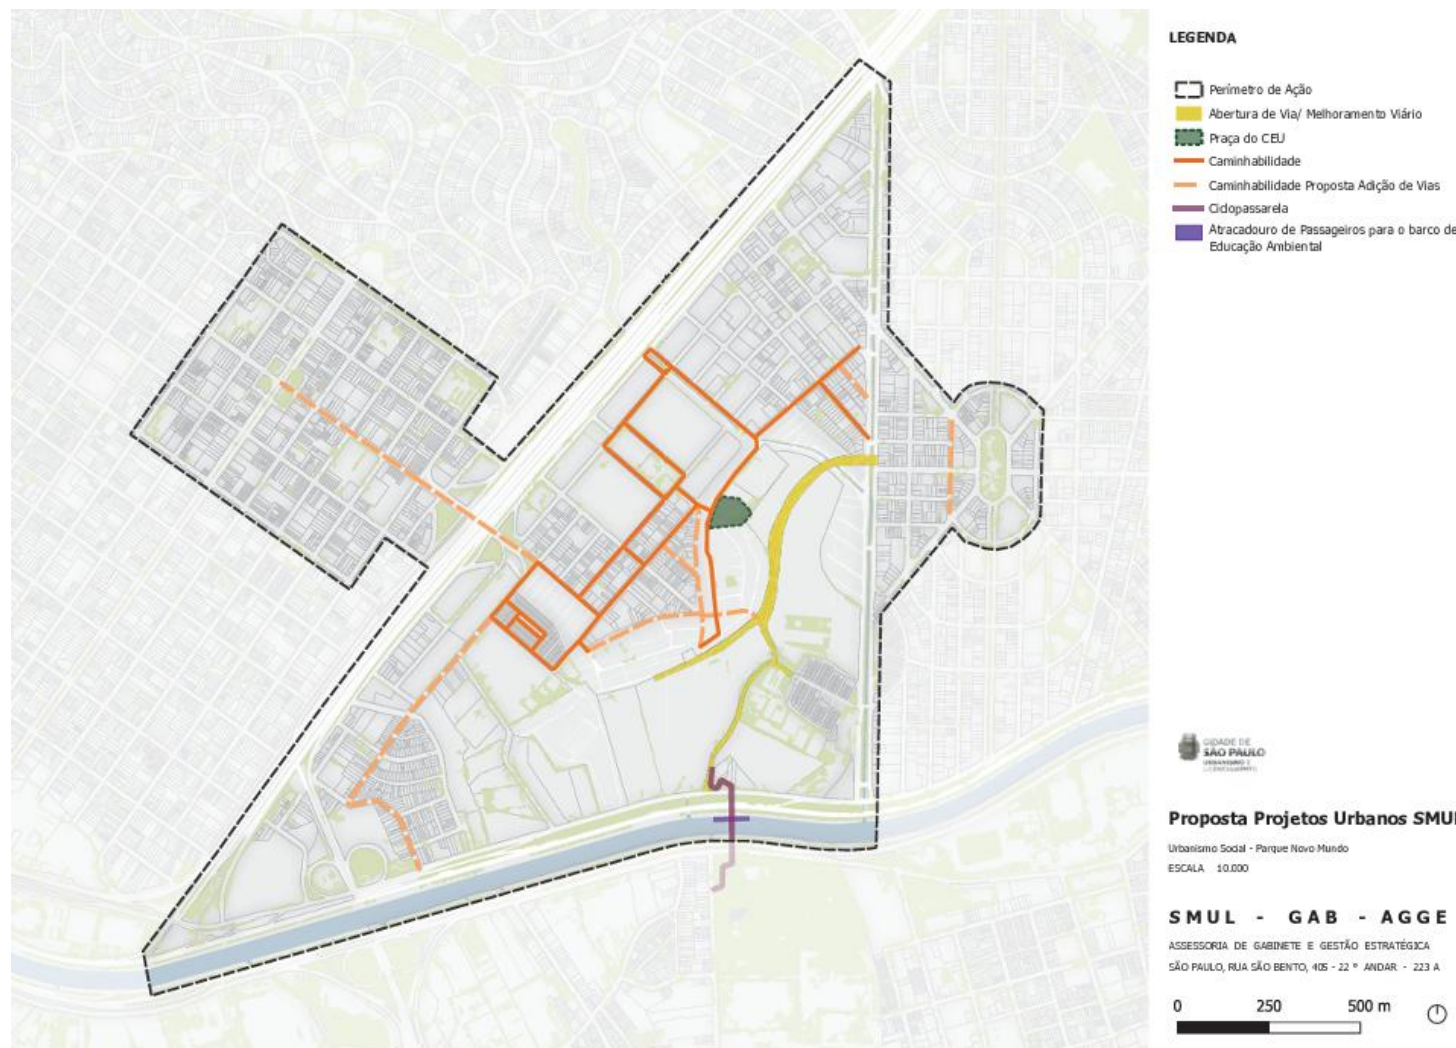 LEGENDA
Perímetro de Ação
Abertura de Via/ Melhoramento Viário
Praça do CEU
Caminhabilidade
Caminhabilidade Proposta Adição de Vias
Ciclopassarela
Atracadouro de Passageiros para o barco de
Educação Ambiental
CIDADE DE
SÃO PAULO
URBANISMO E
LICENCIAMENTO
Proposta Projetos Urbanos SMUL
Urbanismo Social - Parque Novo Mundo
ESCALA 10.000
SMUL - GAB - AGGE
ASSESSORIA DE GABINETE E GESTÃO ESTRATÉGICA
SÃO PAULO, RUA SÃO BENTO, 405 - 22 º ANDAR - 223 A
0 250 500 m